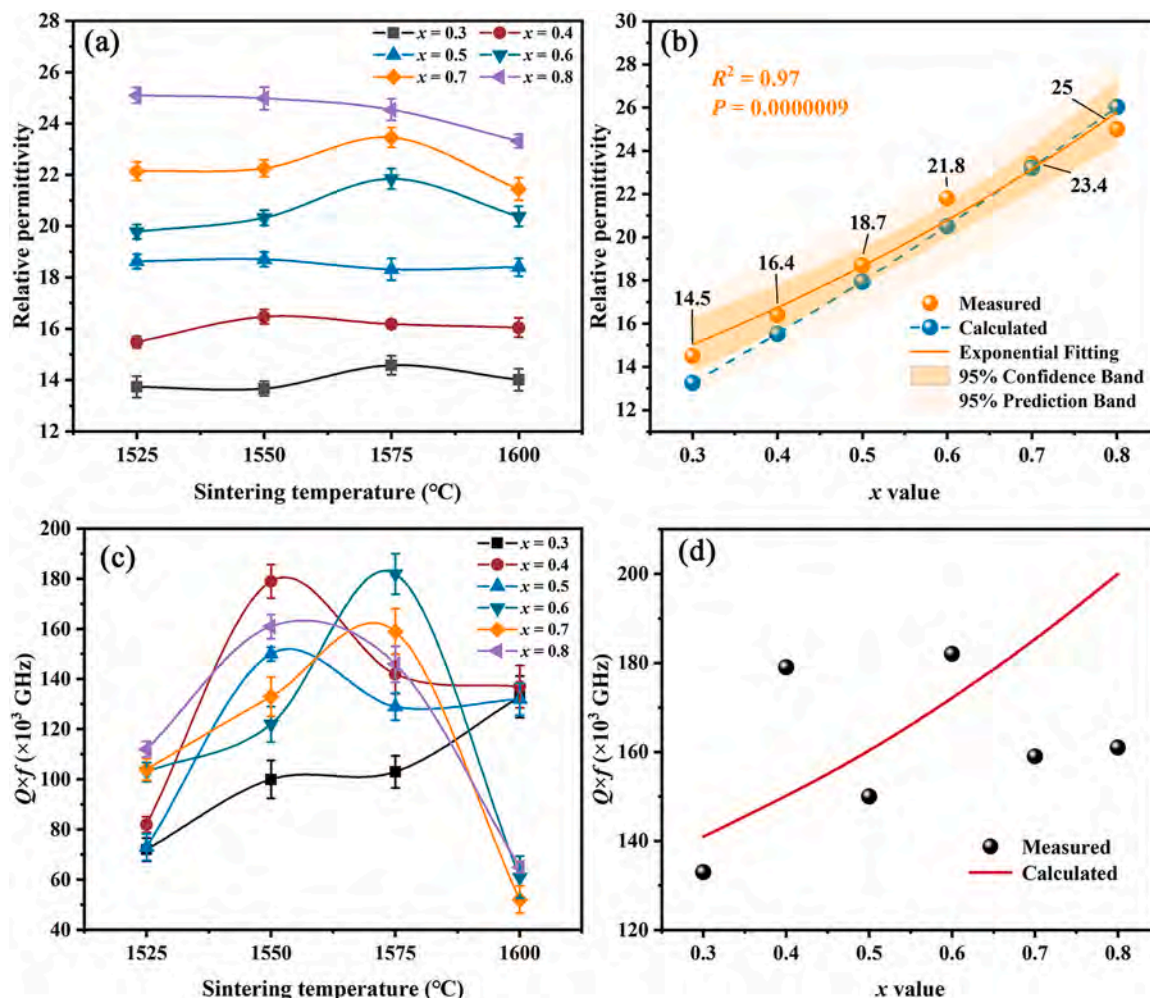 (a)
x = 0.3 x = 0.4
x = 0.5 x = 0.6
x = 0.7 x = 0.8
28
26
24
22
20
18
16
14
12
Relative permittivity
1525 1550 1575 1600
Sintering temperature (℃)
(b)
R² = 0.97
P = 0.0000009
30
28
26
24
22
20
18
16
14
12
Relative permittivity
14.5
16.4
18.7
21.8
23.4
25
Measured
Calculated
Exponential Fitting
95% Confidence Band
95% Prediction Band
0.3 0.4 0.5 0.6 0.7 0.8
x value
(c)
x = 0.3
x = 0.4
x = 0.5
x = 0.6
x = 0.7
x = 0.8
200
180
160
140
120
100
80
60
40
Q×f (×10³ GHz)
1525 1550 1575 1600
Sintering temperature (℃)
(d)
200
180
160
140
120
Q×f (×10³ GHz)
Measured
Calculated
0.3 0.4 0.5 0.6 0.7 0.8
x value